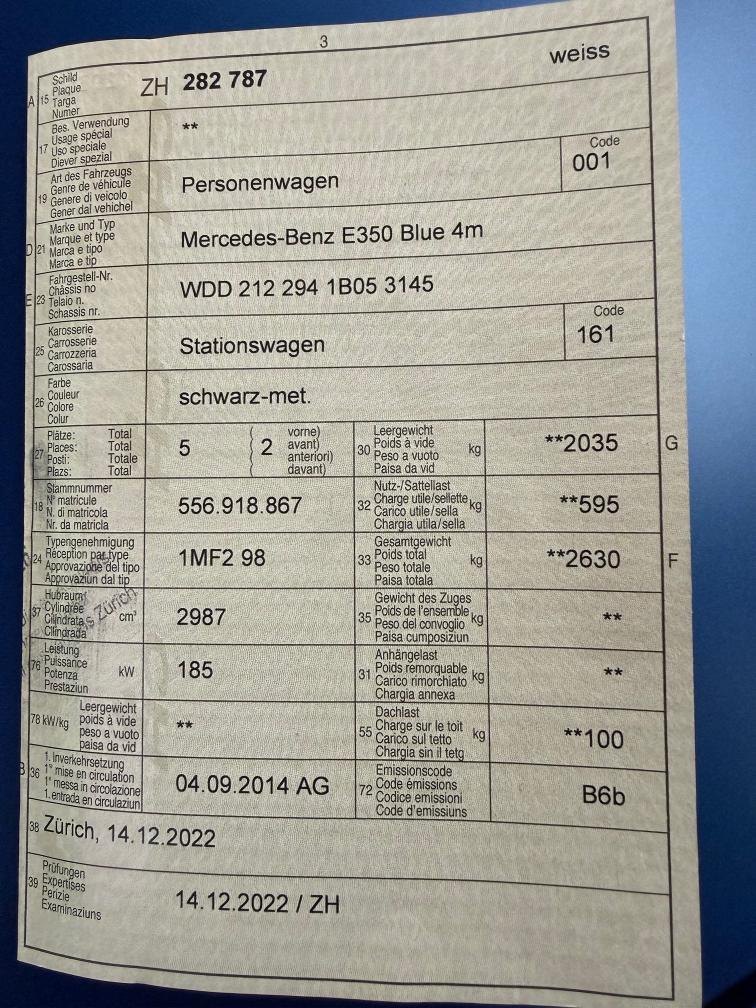 3
A 15 Schild
Plaque
Targa
Numer
ZH 282 787 weiss
17 Bes. Verwendung
Usage spécial
Uso speciale
Diever spezial
**
19 Art des Fahrzeugs
Genre de véhicule
Genere di veicolo
Gener dal vehichel
Personenwagen
Code
001
D 21 Marke und Typ
Marque et type
Marca e tipo
Marca e tip
Mercedes-Benz E350 Blue 4m
E 23 Fahrgestell-Nr.
Châssis no
Telaio n.
Schassis nr.
WDD 212 294 1B05 3145
25 Karosserie
Carrosserie
Carrozzeria
Carossaria
Stationswagen
Code
161
26 Farbe
Couleur
Colore
Colur
schwarz-met.
27 Plätze: Total
Places: Total
Posti: Totale
Plazs: Total
5 ( 2 vorne)
( avant)
( anteriori)
( davant)
30 Leergewicht
Poids à vide
Peso a vuoto
Paisa da vid
kg
**2035 G
18 Stammnummer
N° matricule
N. di matricola
Nr. da matricla
556.918.867
32 Nutz-/Sattellast
Charge utile/sellette
Carico utile/sella
Chargia utila/sella
kg
**595
24 Typengenehmigung
Réception par type
Approvazione del tipo
Approvaziun dal tip
1MF2 98
33 Gesamtgewicht
Poids total
Peso totale
Paisa totala
kg
**2630 F
37 Hubraum
Cylindrée
Cilindrata
Cilindrada
cm³
Zürich
2987
35 Gewicht des Zuges
Poids de l'ensemble
Peso del convoglio
Paisa cumposiziun
kg
**
76 Leistung
Puissance
Potenza
Prestaziun
kW
185
31 Anhängelast
Poids remorquable
Carico rimorchiato
Chargia annexa
kg
**
78 kW/kg Leergewicht
poids à vide
peso a vuoto
paisa da vid
**
55 Dachlast
Charge sur le toit
Carico sul tetto
Chargia sin il tetg
kg
**100
B 36 1. Inverkehrsetzung
1re mise en circulation
1a messa in circolazione
1. entrada en circulaziun
04.09.2014 AG
72 Emissionscode
Code émissions
Codice emissioni
Code d'emissiuns
B6b
38 Zürich, 14.12.2022
39 Prüfungen
Expertises
Perizie
Examinaziuns
14.12.2022 / ZH